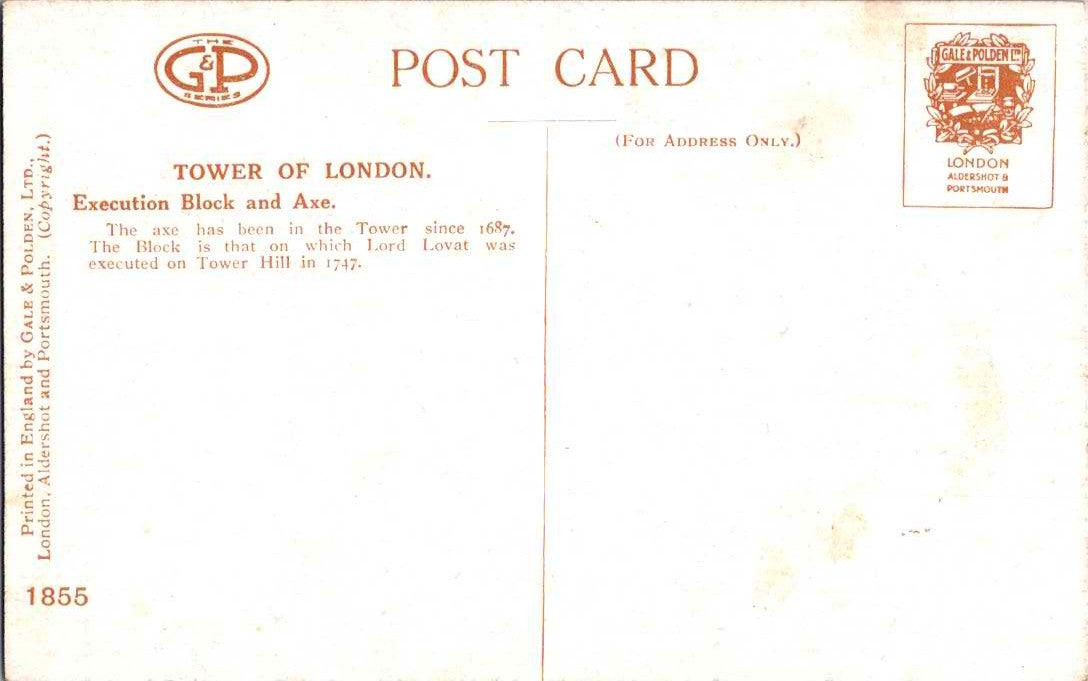 THE
G&P
SERIES
POST CARD
GALE & POLDEN LTD
LONDON
ALDERSHOT &
PORTSMOUTH
(FOR ADDRESS ONLY.)
TOWER OF LONDON.
Execution Block and Axe.
The axe has been in the Tower since 1687.
The Block is that on which Lord Lovat was
executed on Tower Hill in 1747.
Printed in England by GALE & POLDEN, LTD.,
London, Aldershot and Portsmouth. (Copyright.)
1855